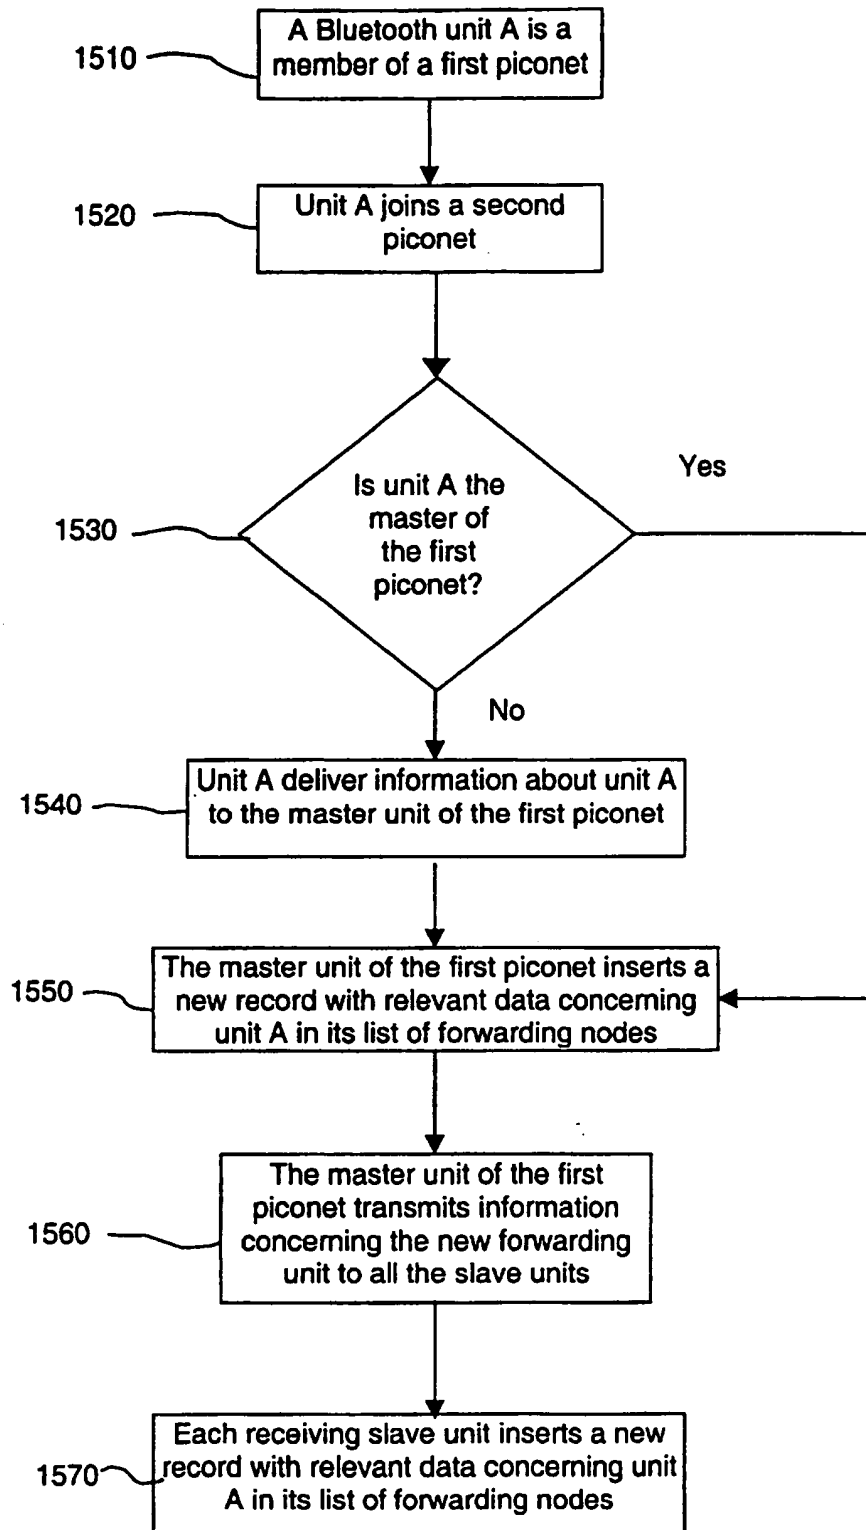 A Bluetooth unit A is a
member of a first piconet
1510
Unit A joins a second
piconet
1520
Yes
Is unit A the
master of
the first
piconet?
1530
No
Unit A deliver information about unit A
to the master unit of the first piconet
1540
The master unit of the first piconet inserts a
new record with relevant data concerning
unit A in its list of forwarding nodes
1550
The master unit of the first
piconet transmits information
concerning the new forwarding
unit to all the slave units
1560
Each receiving slave unit inserts a new
record with relevant data concerning unit
A in its list of forwarding nodes
1570